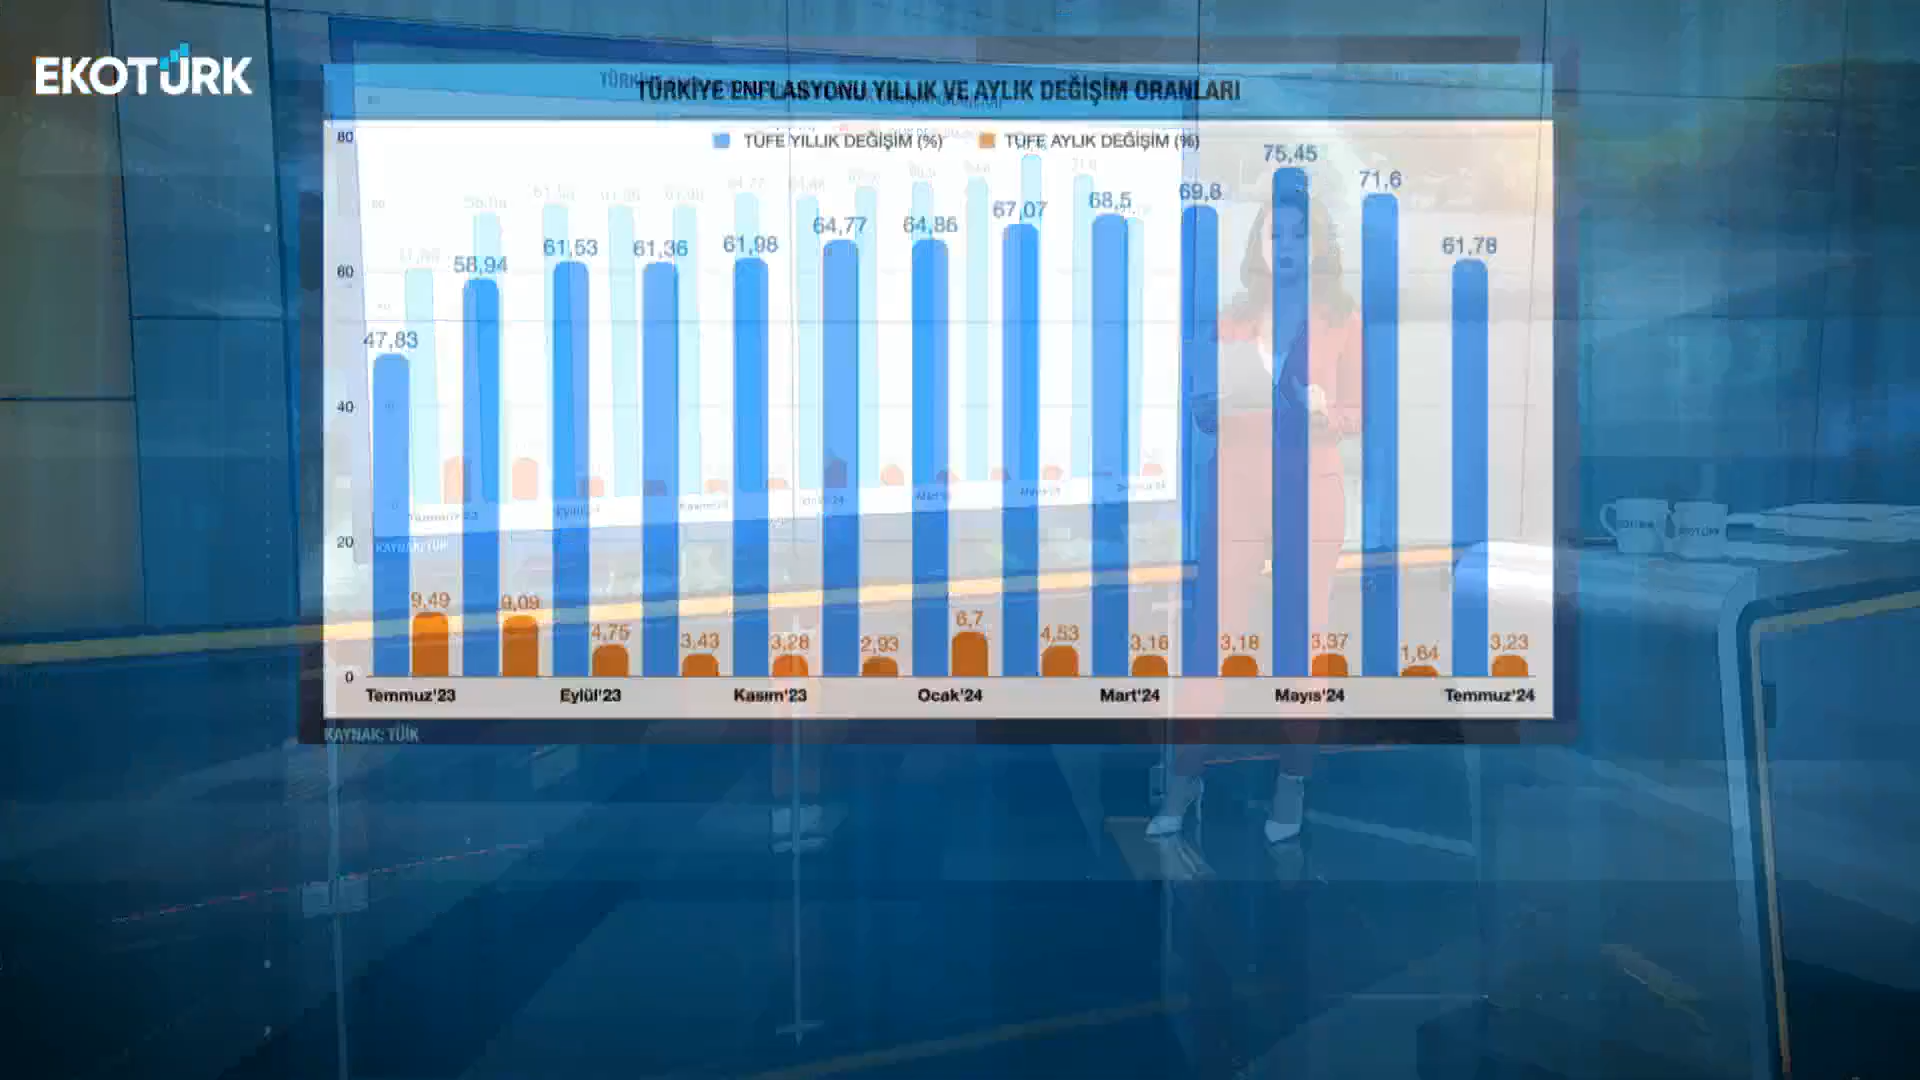 EKOTÜRK
TÜRKİYE ENFLASYONU YILLIK VE AYLIK DEĞİŞİM ORANLARI
TÜFE YILLIK DEĞİŞİM (%) TÜFE AYLIK DEĞİŞİM (%)
80
60
40
20
0
47,83 58,94 61,53 61,36 61,98 64,77 64,86 67,07 68,5 69,8 75,45 71,6 61,78
9,49 9,09 4,75 3,43 3,28 2,93 6,7 4,53 3,16 3,18 3,37 1,64 3,23
Temmuz'23 Eylül'23 Kasım'23 Ocak'24 Mart'24 Mayıs'24 Temmuz'24
KAYNAK: TÜİK
KAYNAK: TÜİK
EKOTÜRK